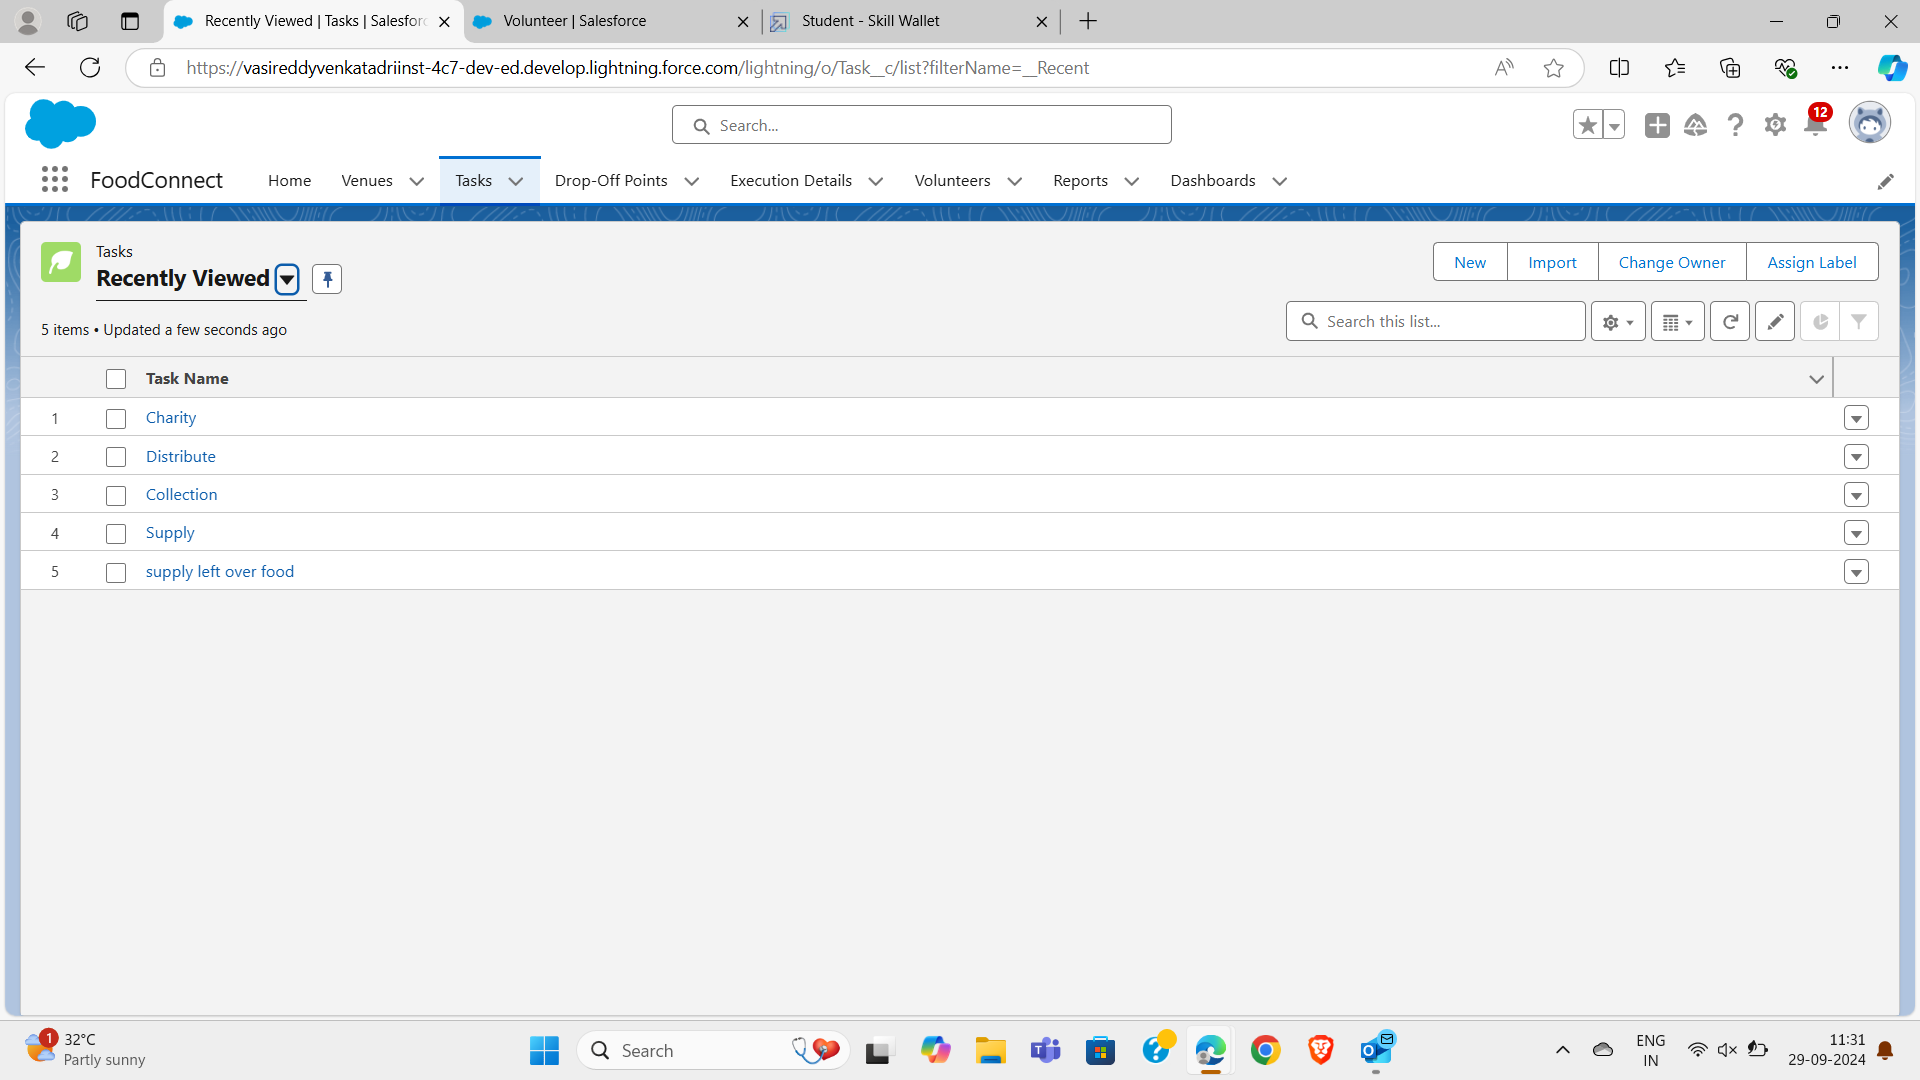 Recently Viewed | Tasks | Salesforc
Volunteer | Salesforce
Student - Skill Wallet
https://vasireddyvenkatadriinst-4c7-dev-ed.develop.lightning.force.com/lightning/o/Task__c/list?filterName=__Recent
Search...
12
FoodConnect
Home
Venues
Tasks
Drop-Off Points
Execution Details
Volunteers
Reports
Dashboards
Tasks
Recently Viewed
New
Import
Change Owner
Assign Label
5 items • Updated a few seconds ago
Search this list...
Task Name
1 Charity
2 Distribute
3 Collection
4 Supply
5 supply left over food
1
32°C
Partly sunny
Search
ENG
IN
11:31
29-09-2024